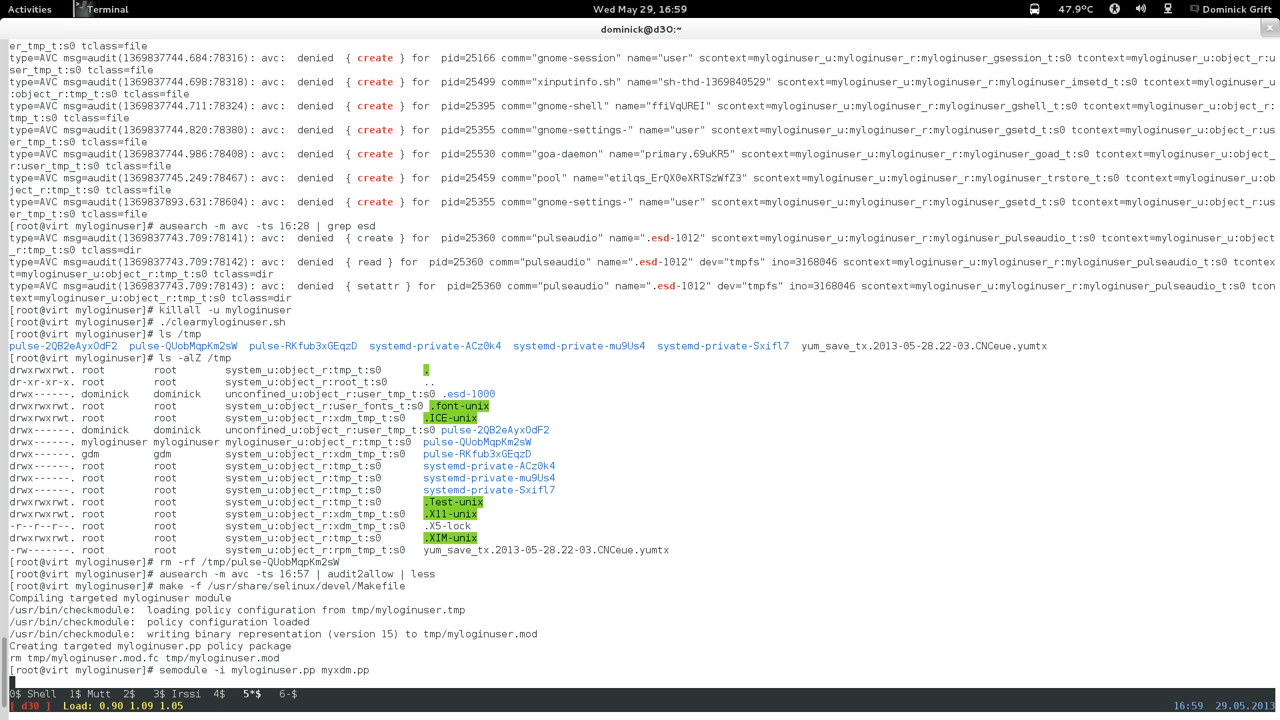 Activities Terminal Wed May 29, 16:59 47.9°C Dominick Grift
dominick@d30:~
er_tmp_t:s0 tclass=file
type=AVC msg=audit(1369837744.684:78316): avc:  denied  { create } for  pid=25166 comm="gnome-session" name="user" scontext=myloginuser_u:myloginuser_r:myloginuser_gsession_t:s0 tcontext=myloginuser_u:object_r:u
ser_tmp_t:s0 tclass=file
type=AVC msg=audit(1369837744.698:78318): avc:  denied  { create } for  pid=25499 comm="xinputinfo.sh" name="sh-thd-1369840529" scontext=myloginuser_u:myloginuser_r:myloginuser_imsetd_t:s0 tcontext=myloginuser_u
:object_r:tmp_t:s0 tclass=file
type=AVC msg=audit(1369837744.711:78324): avc:  denied  { create } for  pid=25395 comm="gnome-shell" name="ffiVqUREI" scontext=myloginuser_u:myloginuser_r:myloginuser_gshell_t:s0 tcontext=myloginuser_u:object_r:
tmp_t:s0 tclass=file
type=AVC msg=audit(1369837744.820:78380): avc:  denied  { create } for  pid=25355 comm="gnome-settings-" name="user" scontext=myloginuser_u:myloginuser_r:myloginuser_gsetd_t:s0 tcontext=myloginuser_u:object_r:us
er_tmp_t:s0 tclass=file
type=AVC msg=audit(1369837744.986:78408): avc:  denied  { create } for  pid=25530 comm="goa-daemon" name="primary.69uKR5" scontext=myloginuser_u:myloginuser_r:myloginuser_goad_t:s0 tcontext=myloginuser_u:object_
r:user_tmp_t:s0 tclass=file
type=AVC msg=audit(1369837745.249:78467): avc:  denied  { create } for  pid=25459 comm="pool" name="etilqs_ErQX0eXRTSzWfZ3" scontext=myloginuser_u:myloginuser_r:myloginuser_trstore_t:s0 tcontext=myloginuser_u:ob
ject_r:tmp_t:s0 tclass=file
type=AVC msg=audit(1369837893.631:78604): avc:  denied  { create } for  pid=25355 comm="gnome-settings-" name="user" scontext=myloginuser_u:myloginuser_r:myloginuser_gsetd_t:s0 tcontext=myloginuser_u:object_r:us
er_tmp_t:s0 tclass=file
[root@virt myloginuser]# ausearch -m avc -ts 16:28 | grep esd
type=AVC msg=audit(1369837743.709:78141): avc:  denied  { create } for  pid=25360 comm="pulseaudio" name=".esd-1012" scontext=myloginuser_u:myloginuser_r:myloginuser_pulseaudio_t:s0 tcontext=myloginuser_u:object
_r:tmp_t:s0 tclass=dir
type=AVC msg=audit(1369837743.709:78142): avc:  denied  { read } for  pid=25360 comm="pulseaudio" name=".esd-1012" dev="tmpfs" ino=3168046 scontext=myloginuser_u:myloginuser_r:myloginuser_pulseaudio_t:s0 tcontex
t=myloginuser_u:object_r:tmp_t:s0 tclass=dir
type=AVC msg=audit(1369837743.709:78143): avc:  denied  { setattr } for  pid=25360 comm="pulseaudio" name=".esd-1012" dev="tmpfs" ino=3168046 scontext=myloginuser_u:myloginuser_r:myloginuser_pulseaudio_t:s0 tcon
text=myloginuser_u:object_r:tmp_t:s0 tclass=dir
[root@virt myloginuser]# killall -u myloginuser
[root@virt myloginuser]# ./clearmyloginuser.sh
[root@virt myloginuser]# ls /tmp
pulse-2QB2eAyxOdF2  pulse-QUobMqpKm2sW  pulse-RKfub3xGEqzD  systemd-private-ACz0k4  systemd-private-mu9Us4  systemd-private-Sxifl7  yum_save_tx.2013-05-28.22-03.CNCeue.yumtx
[root@virt myloginuser]# ls -alZ /tmp
drwxrwxrwt. root     root     system_u:object_r:tmp_t:s0       .
dr-xr-xr-x. root     root     system_u:object_r:root_t:s0      ..
drwx------. dominick dominick unconfined_u:object_r:user_tmp_t:s0 .esd-1000
drwxrwxrwt. root     root     system_u:object_r:user_fonts_t:s0 .font-unix
drwxrwxrwt. root     root     system_u:object_r:xdm_tmp_t:s0   .ICE-unix
drwx------. dominick dominick unconfined_u:object_r:user_tmp_t:s0 pulse-2QB2eAyxOdF2
drwx------. myloginuser myloginuser myloginuser_u:object_r:tmp_t:s0  pulse-QUobMqpKm2sW
drwx------. gdm      gdm      system_u:object_r:xdm_tmp_t:s0   pulse-RKfub3xGEqzD
drwx------. root     root     system_u:object_r:tmp_t:s0       systemd-private-ACz0k4
drwx------. root     root     system_u:object_r:tmp_t:s0       systemd-private-mu9Us4
drwx------. root     root     system_u:object_r:tmp_t:s0       systemd-private-Sxifl7
drwxrwxrwt. root     root     system_u:object_r:tmp_t:s0       .Test-unix
drwxrwxrwt. root     root     system_u:object_r:xdm_tmp_t:s0   .X11-unix
-r--r--r--. root     root     system_u:object_r:xdm_tmp_t:s0   .X5-lock
drwxrwxrwt. root     root     system_u:object_r:tmp_t:s0       .XIM-unix
-rw-------. root     root     system_u:object_r:rpm_tmp_t:s0   yum_save_tx.2013-05-28.22-03.CNCeue.yumtx
[root@virt myloginuser]# rm -rf /tmp/pulse-QUobMqpKm2sW
[root@virt myloginuser]# ausearch -m avc -ts 16:57 | audit2allow | less
[root@virt myloginuser]# make -f /usr/share/selinux/devel/Makefile
Compiling targeted myloginuser module
/usr/bin/checkmodule:  loading policy configuration from tmp/myloginuser.tmp
/usr/bin/checkmodule:  policy configuration loaded
/usr/bin/checkmodule:  writing binary representation (version 15) to tmp/myloginuser.mod
Creating targeted myloginuser.pp policy package
rm tmp/myloginuser.mod.fc tmp/myloginuser.mod
[root@virt myloginuser]# semodule -i myloginuser.pp myxdm.pp
0$ Shell  1$ Mutt  2$  3$ Irssi  4$  5*$  6-$
[ d30 ]  Load: 0.90 1.09 1.05 16:59 29.05.2013